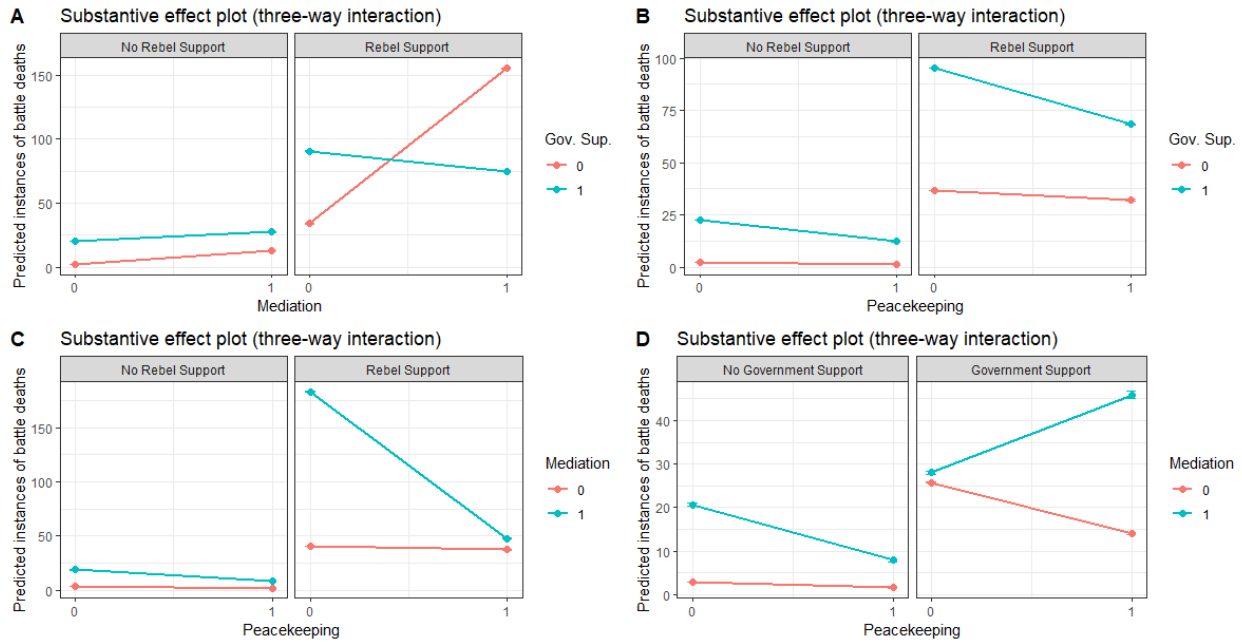 A Substantive effect plot (three-way interaction)
No Rebel Support Rebel Support
Predicted instances of battle deaths
150
100
50
0
0 1 0 1
Mediation
Gov. Sup.
0
1
B Substantive effect plot (three-way interaction)
No Rebel Support Rebel Support
Predicted instances of battle deaths
100
75
50
25
0
0 1 0 1
Peacekeeping
Gov. Sup.
0
1
C Substantive effect plot (three-way interaction)
No Rebel Support Rebel Support
Predicted instances of battle deaths
150
100
50
0
0 1 0 1
Peacekeeping
Mediation
0
1
D Substantive effect plot (three-way interaction)
No Government Support Government Support
Predicted instances of battle deaths
40
30
20
10
0
0 1 0 1
Peacekeeping
Mediation
0
1